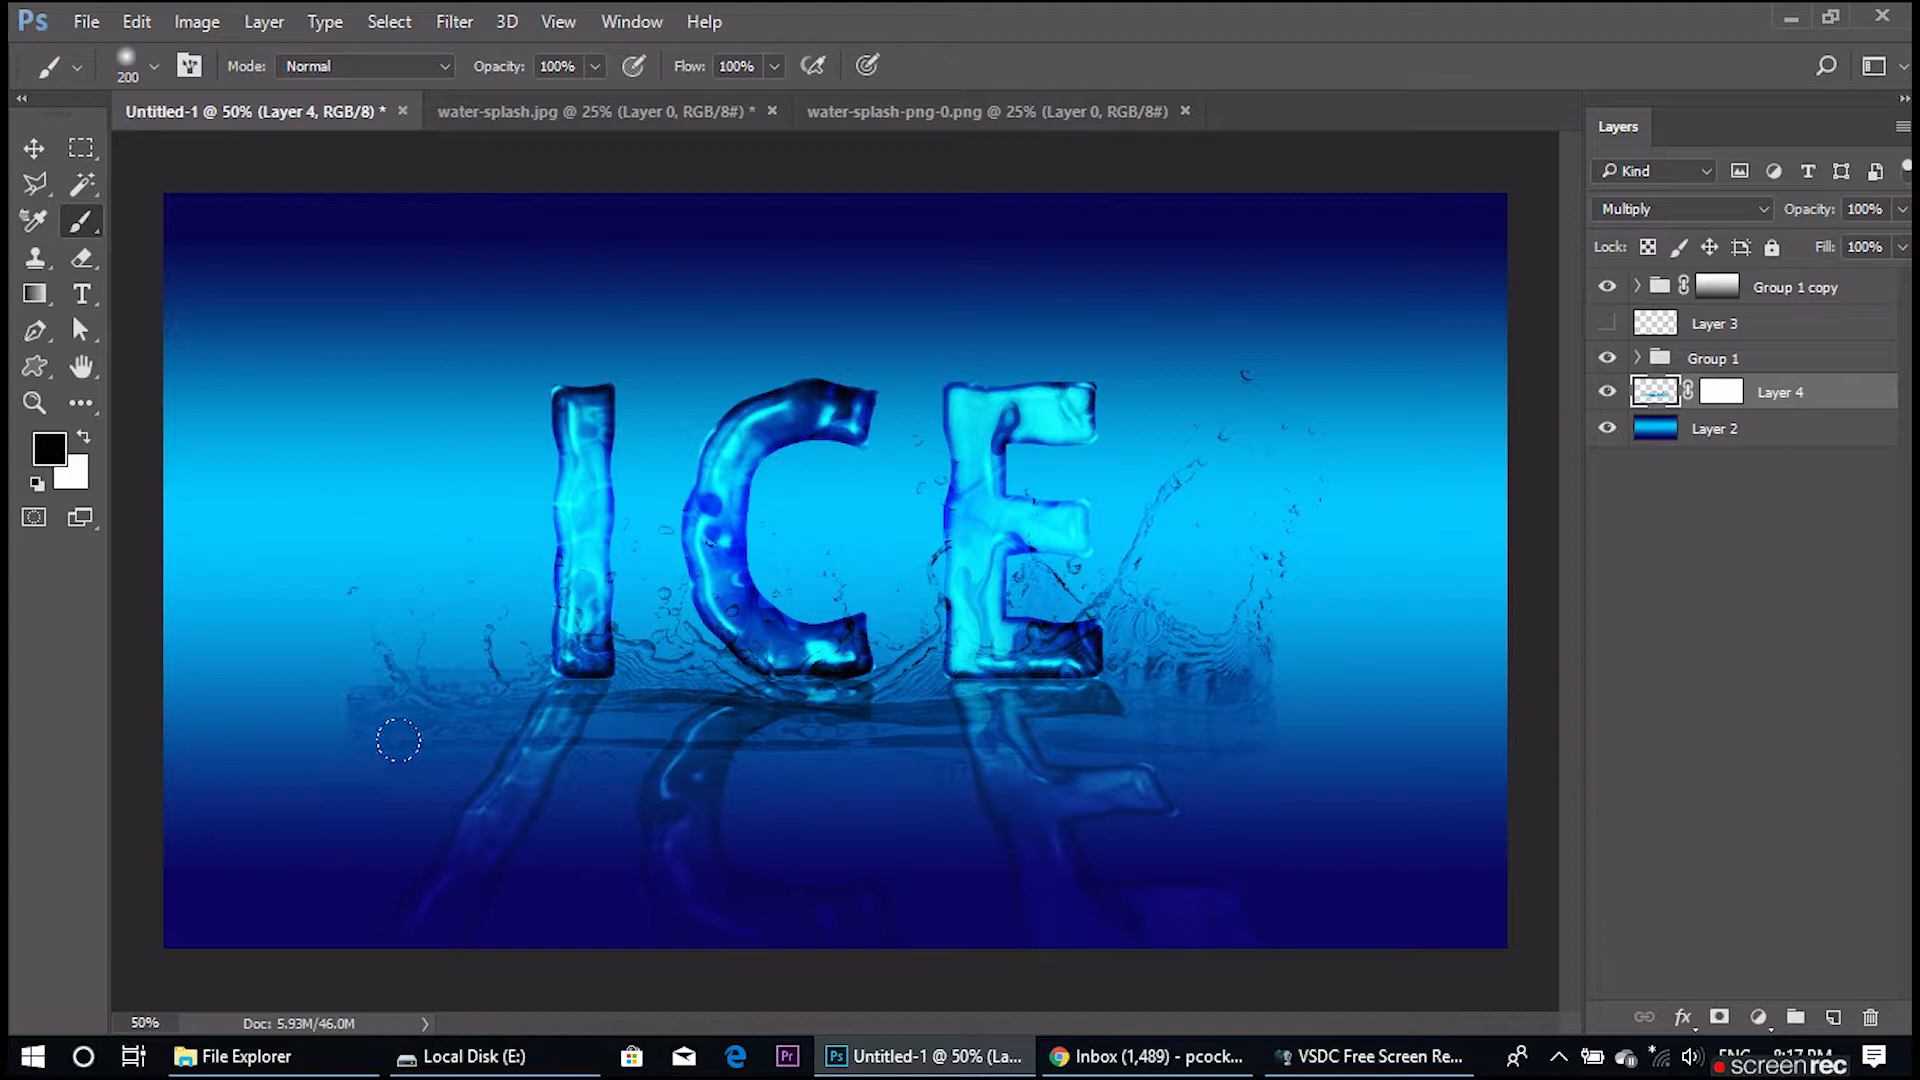 Ps File Edit Image Layer Type Select Filter 3D View Window Help
200 Mode: Normal Opacity: 100% Flow: 100%
Untitled-1 @ 50% (Layer 4, RGB/8) * water-splash.jpg @ 25% (Layer 0, RGB/8#) * water-splash-png-0.png @ 25% (Layer 0, RGB/8#)
Layers
Kind
Multiply Opacity: 100%
Lock: Fill: 100%
Group 1 copy
Layer 3
Group 1
Layer 4
Layer 2
ICE
50% Doc: 5.93M/46.0M
File Explorer Local Disk (E:) Pr Ps Untitled-1 @ 50% (La... Inbox (1,489) - pcock... VSDC Free Screen Re...
screenrec